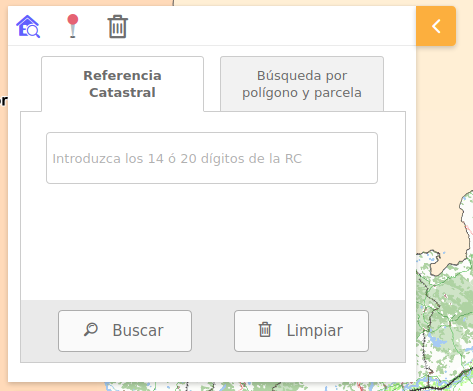 Referencia
Catastral
Búsqueda por
polígono y parcela
Introduzca los 14 ó 20 dígitos de la RC
Buscar
Limpiar